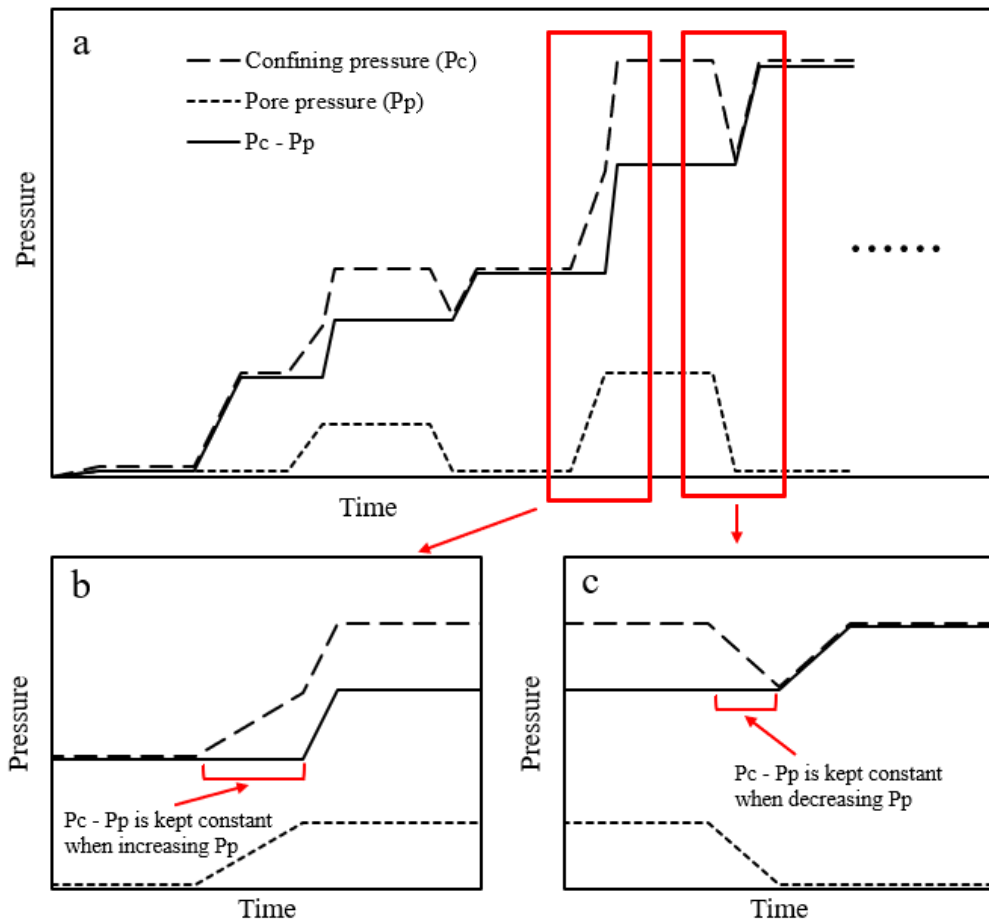 a
Confining pressure (Pc)
Pore pressure (Pp)
Pc - Pp
Pressure
Time
b
Pressure
Pc - Pp is kept constant
when increasing Pp
Time
c
Pressure
Pc - Pp is kept constant
when decreasing Pp
Time